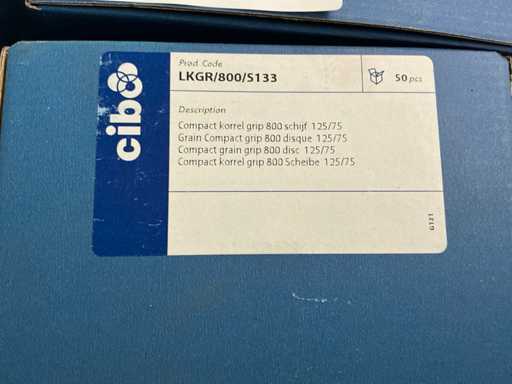 cibo
Prod. Code
LKGR/800/S133
50 pcs
Description
Compact korrel grip 800 schijf 125/75
Grain Compact grip 800 disque 125/75
Compact grain grip 800 disc 125/75
Compact korrel grip 800 Scheibe 125/75
G121